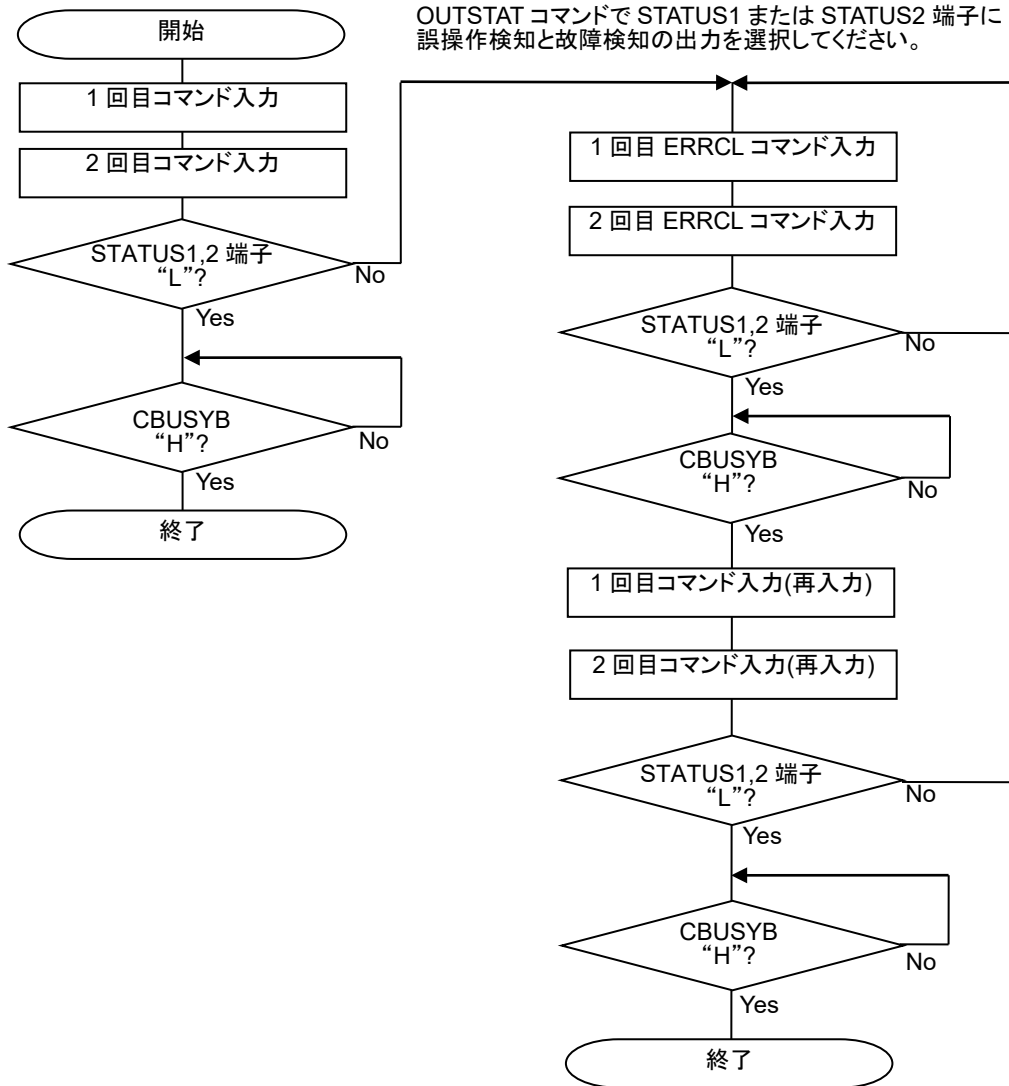 OUTSTAT コマンドで STATUS1 または STATUS2 端子に
誤操作検知と故障検知の出力を選択してください。
開始
1 回目コマンド入力
2 回目コマンド入力
STATUS1,2 端子
“L”?
No
Yes
CBUSYB
“H”?
No
Yes
終了
1 回目 ERRCL コマンド入力
2 回目 ERRCL コマンド入力
STATUS1,2 端子
“L”?
No
Yes
CBUSYB
“H”?
No
Yes
1 回目コマンド入力(再入力)
2 回目コマンド入力(再入力)
STATUS1,2 端子
“L”?
No
Yes
CBUSYB
“H”?
No
Yes
終了